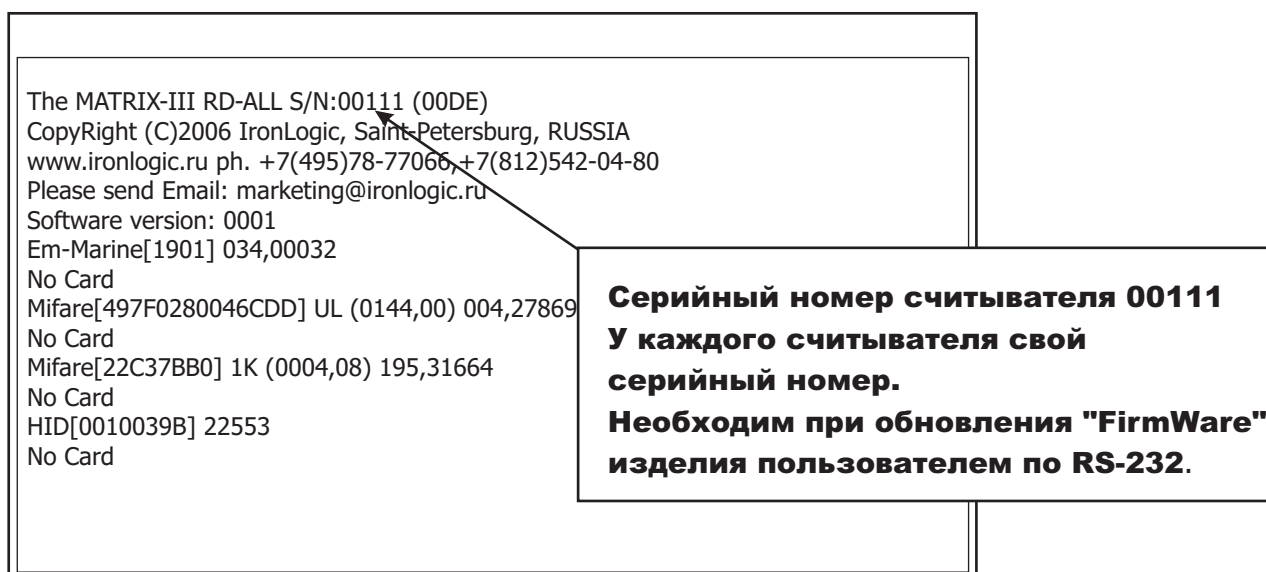 The MATRIX-III RD-ALL S/N:00111 (00DE)
CopyRight (C)2006 IronLogic, Saint-Petersburg, RUSSIA
www.ironlogic.ru ph. +7(495)78-77066,+7(812)542-04-80
Please send Email: marketing@ironlogic.ru
Software version: 0001
Em-Marine[1901] 034,00032
No Card
Mifare[497F0280046CDD] UL (0144,00) 004,27869
No Card
Mifare[22C37BB0] 1K (0004,08) 195,31664
No Card
HID[0010039B] 22553
No Card
Серийный номер считывателя 00111
У каждого считывателя свой
серийный номер.
Необходим при обновления "FirmWare"
изделия пользователем по RS-232.